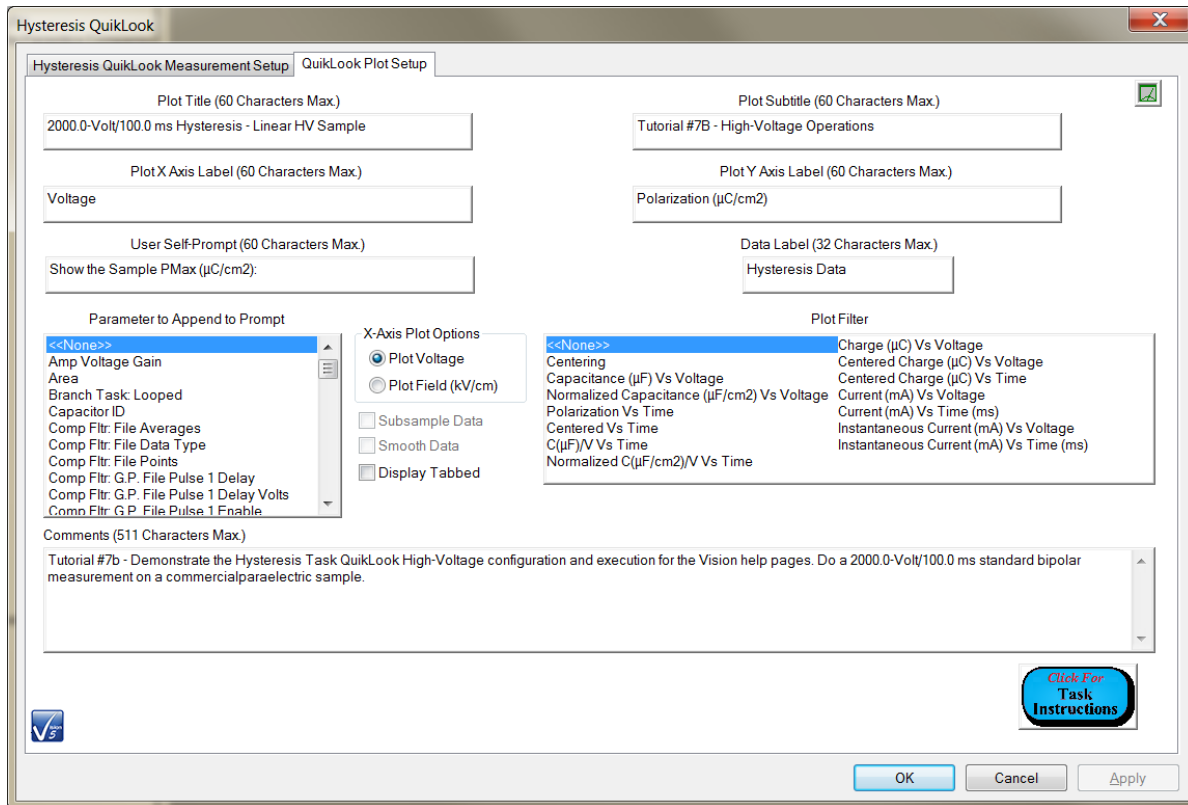 Hysteresis QuikLook
X
Hysteresis QuikLook Measurement Setup
QuikLook Plot Setup
Plot Title (60 Characters Max.)
Plot Subtitle (60 Characters Max.)
2000.0-Volt/100.0 ms Hysteresis - Linear HV Sample
Tutorial #7B - High-Voltage Operations
Plot X Axis Label (60 Characters Max.)
Plot Y Axis Label (60 Characters Max.)
Voltage
Polarization (µC/cm2)
User Self-Prompt (60 Characters Max.)
Data Label (32 Characters Max.)
Show the Sample PMax (µC/cm2):
Hysteresis Data
Parameter to Append to Prompt
<<None>>
Amp Voltage Gain
Area
Branch Task: Looped
Capacitor ID
Comp Fltr: File Averages
Comp Fltr: File Data Type
Comp Fltr: File Points
Comp Fltr: G.P. File Pulse 1 Delay
Comp Fltr: G.P. File Pulse 1 Delay Volts
Comp Fltr: G.P. File Pulse 1 Enable
X-Axis Plot Options
Plot Voltage
Plot Field (kV/cm)
Subsample Data
Smooth Data
Display Tabbed
Plot Filter
<<None>>
Centering
Capacitance (µF) Vs Voltage
Normalized Capacitance (µF/cm2) Vs Voltage
Polarization Vs Time
Centered Vs Time
C(µF)/V Vs Time
Normalized C(µF/cm2)/V Vs Time
Charge (µC) Vs Voltage
Centered Charge (µC) Vs Voltage
Centered Charge (µC) Vs Time
Current (mA) Vs Voltage
Current (mA) Vs Time (ms)
Instantaneous Current (mA) Vs Voltage
Instantaneous Current (mA) Vs Time (ms)
Comments (511 Characters Max.)
Tutorial #7b - Demonstrate the Hysteresis Task QuikLook High-Voltage configuration and execution for the Vision help pages. Do a 2000.0-Volt/100.0 ms standard bipolar
measurement on a commercialparaelectric sample.
Click For
Task
Instructions
OK
Cancel
Apply